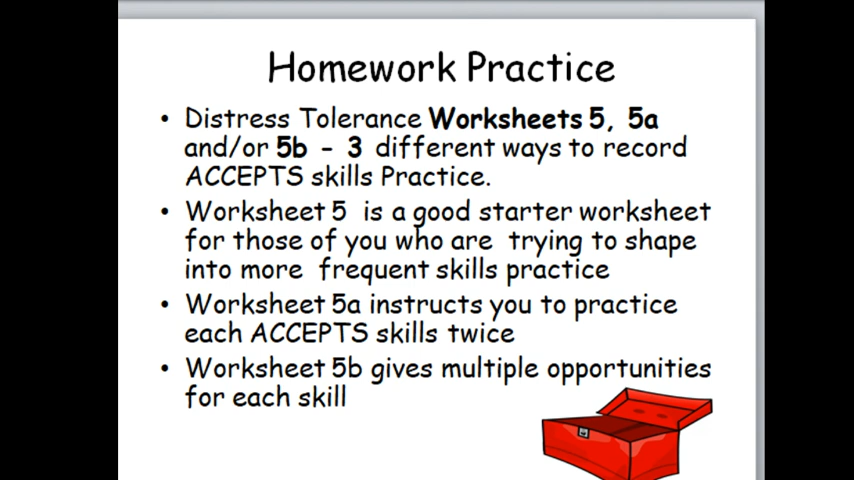 Homework Practice
• Distress Tolerance Worksheets 5, 5a
and/or 5b - 3 different ways to record
ACCEPTS skills Practice.
• Worksheet 5 is a good starter worksheet
for those of you who are trying to shape
into more frequent skills practice
• Worksheet 5a instructs you to practice
each ACCEPTS skills twice
• Worksheet 5b gives multiple opportunities
for each skill